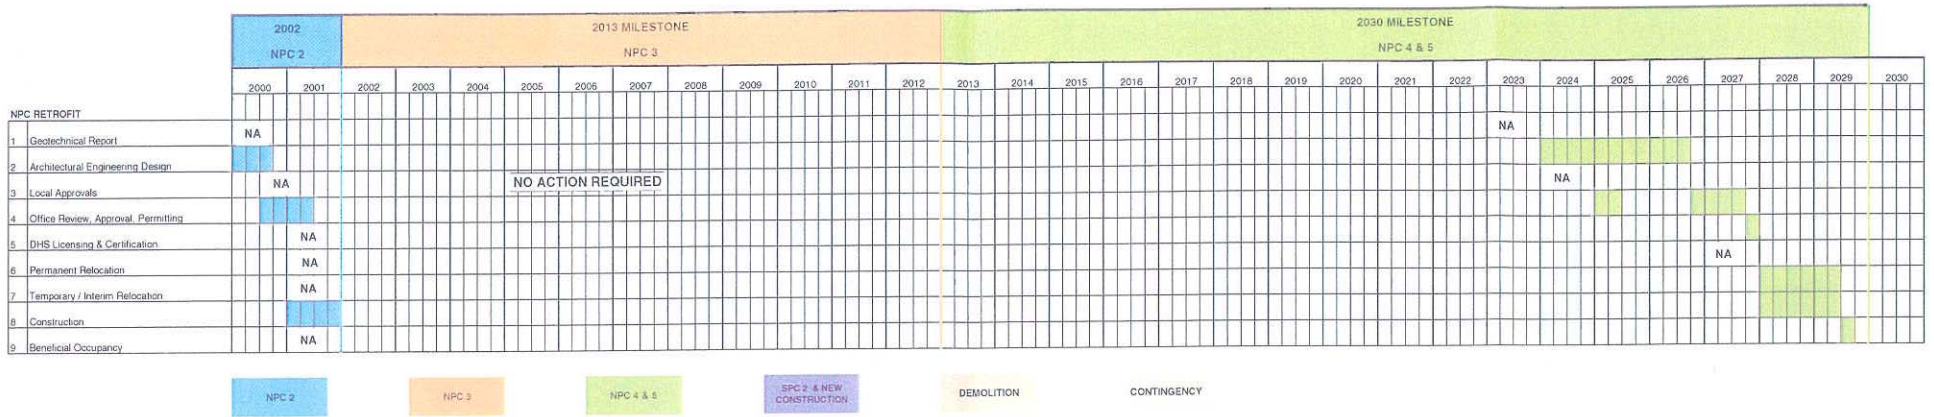 2002 2013 MILESTONE 2030 MILESTONE
NPC 2 NPC 3 NPC 4 & 5
2000 2001 2002 2003 2004 2005 2006 2007 2008 2009 2010 2011 2012 2013 2014 2015 2016 2017 2018 2019 2020 2021 2022 2023 2024 2025 2026 2027 2028 2029 2030
NPC RETROFIT
1 Geotechnical Report NA NA
2 Architectural Engineering Design
3 Local Approvals NA NO ACTION REQUIRED NA
4 Office Review, Approval, Permitting
5 DHS Licensing & Certification NA
6 Permanent Relocation NA NA
7 Temporary / Interim Relocation NA
8 Construction
9 Beneficial Occupancy NA
NPC 2 NPC 3 NPC 4 & 5 SPC 2 & NEW DEMOLITION CONTINGENCY
CONSTRUCTION